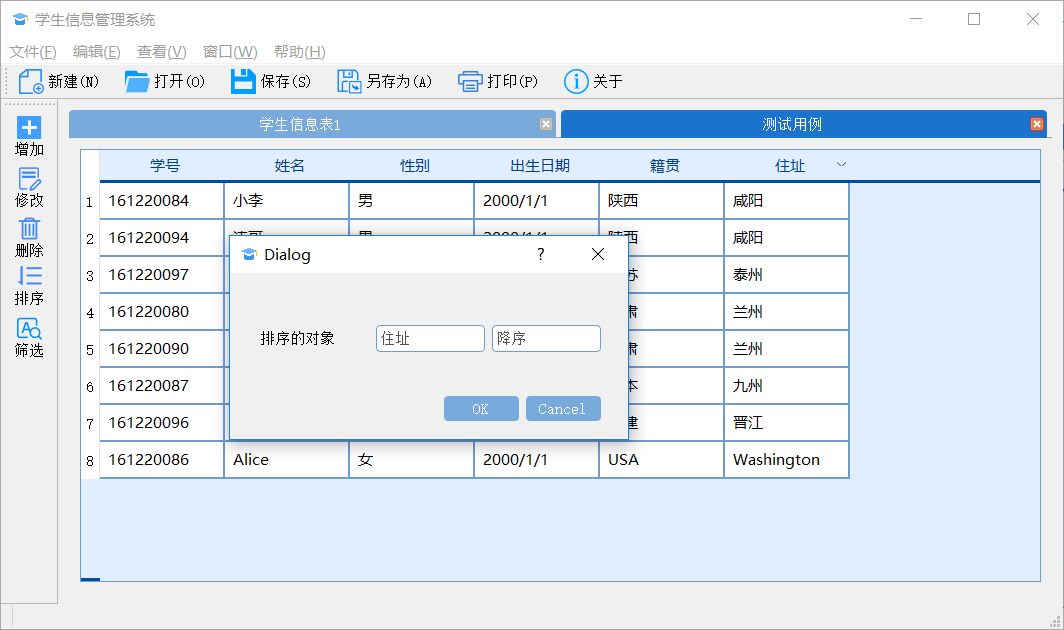 学生信息管理系统
文件(F) 编辑(E) 查看(V) 窗口(W) 帮助(H)
新建(N) 打开(O) 保存(S) 另存为(A) 打印(P) 关于
学生信息表1 测试用例
增加
修改
删除
排序
筛选
学号 姓名 性别 出生日期 籍贯 住址
1 161220084 小李 男 2000/1/1 陕西 咸阳
2 161220094 男 2000/1/1 陕西 咸阳
3 161220097 苏 泰州
4 161220080 肃 兰州
5 161220090 肃 兰州
6 161220087 本 九州
7 161220096 建 晋江
8 161220086 Alice 女 2000/1/1 USA Washington
Dialog ?
排序的对象 住址 降序
OK Cancel